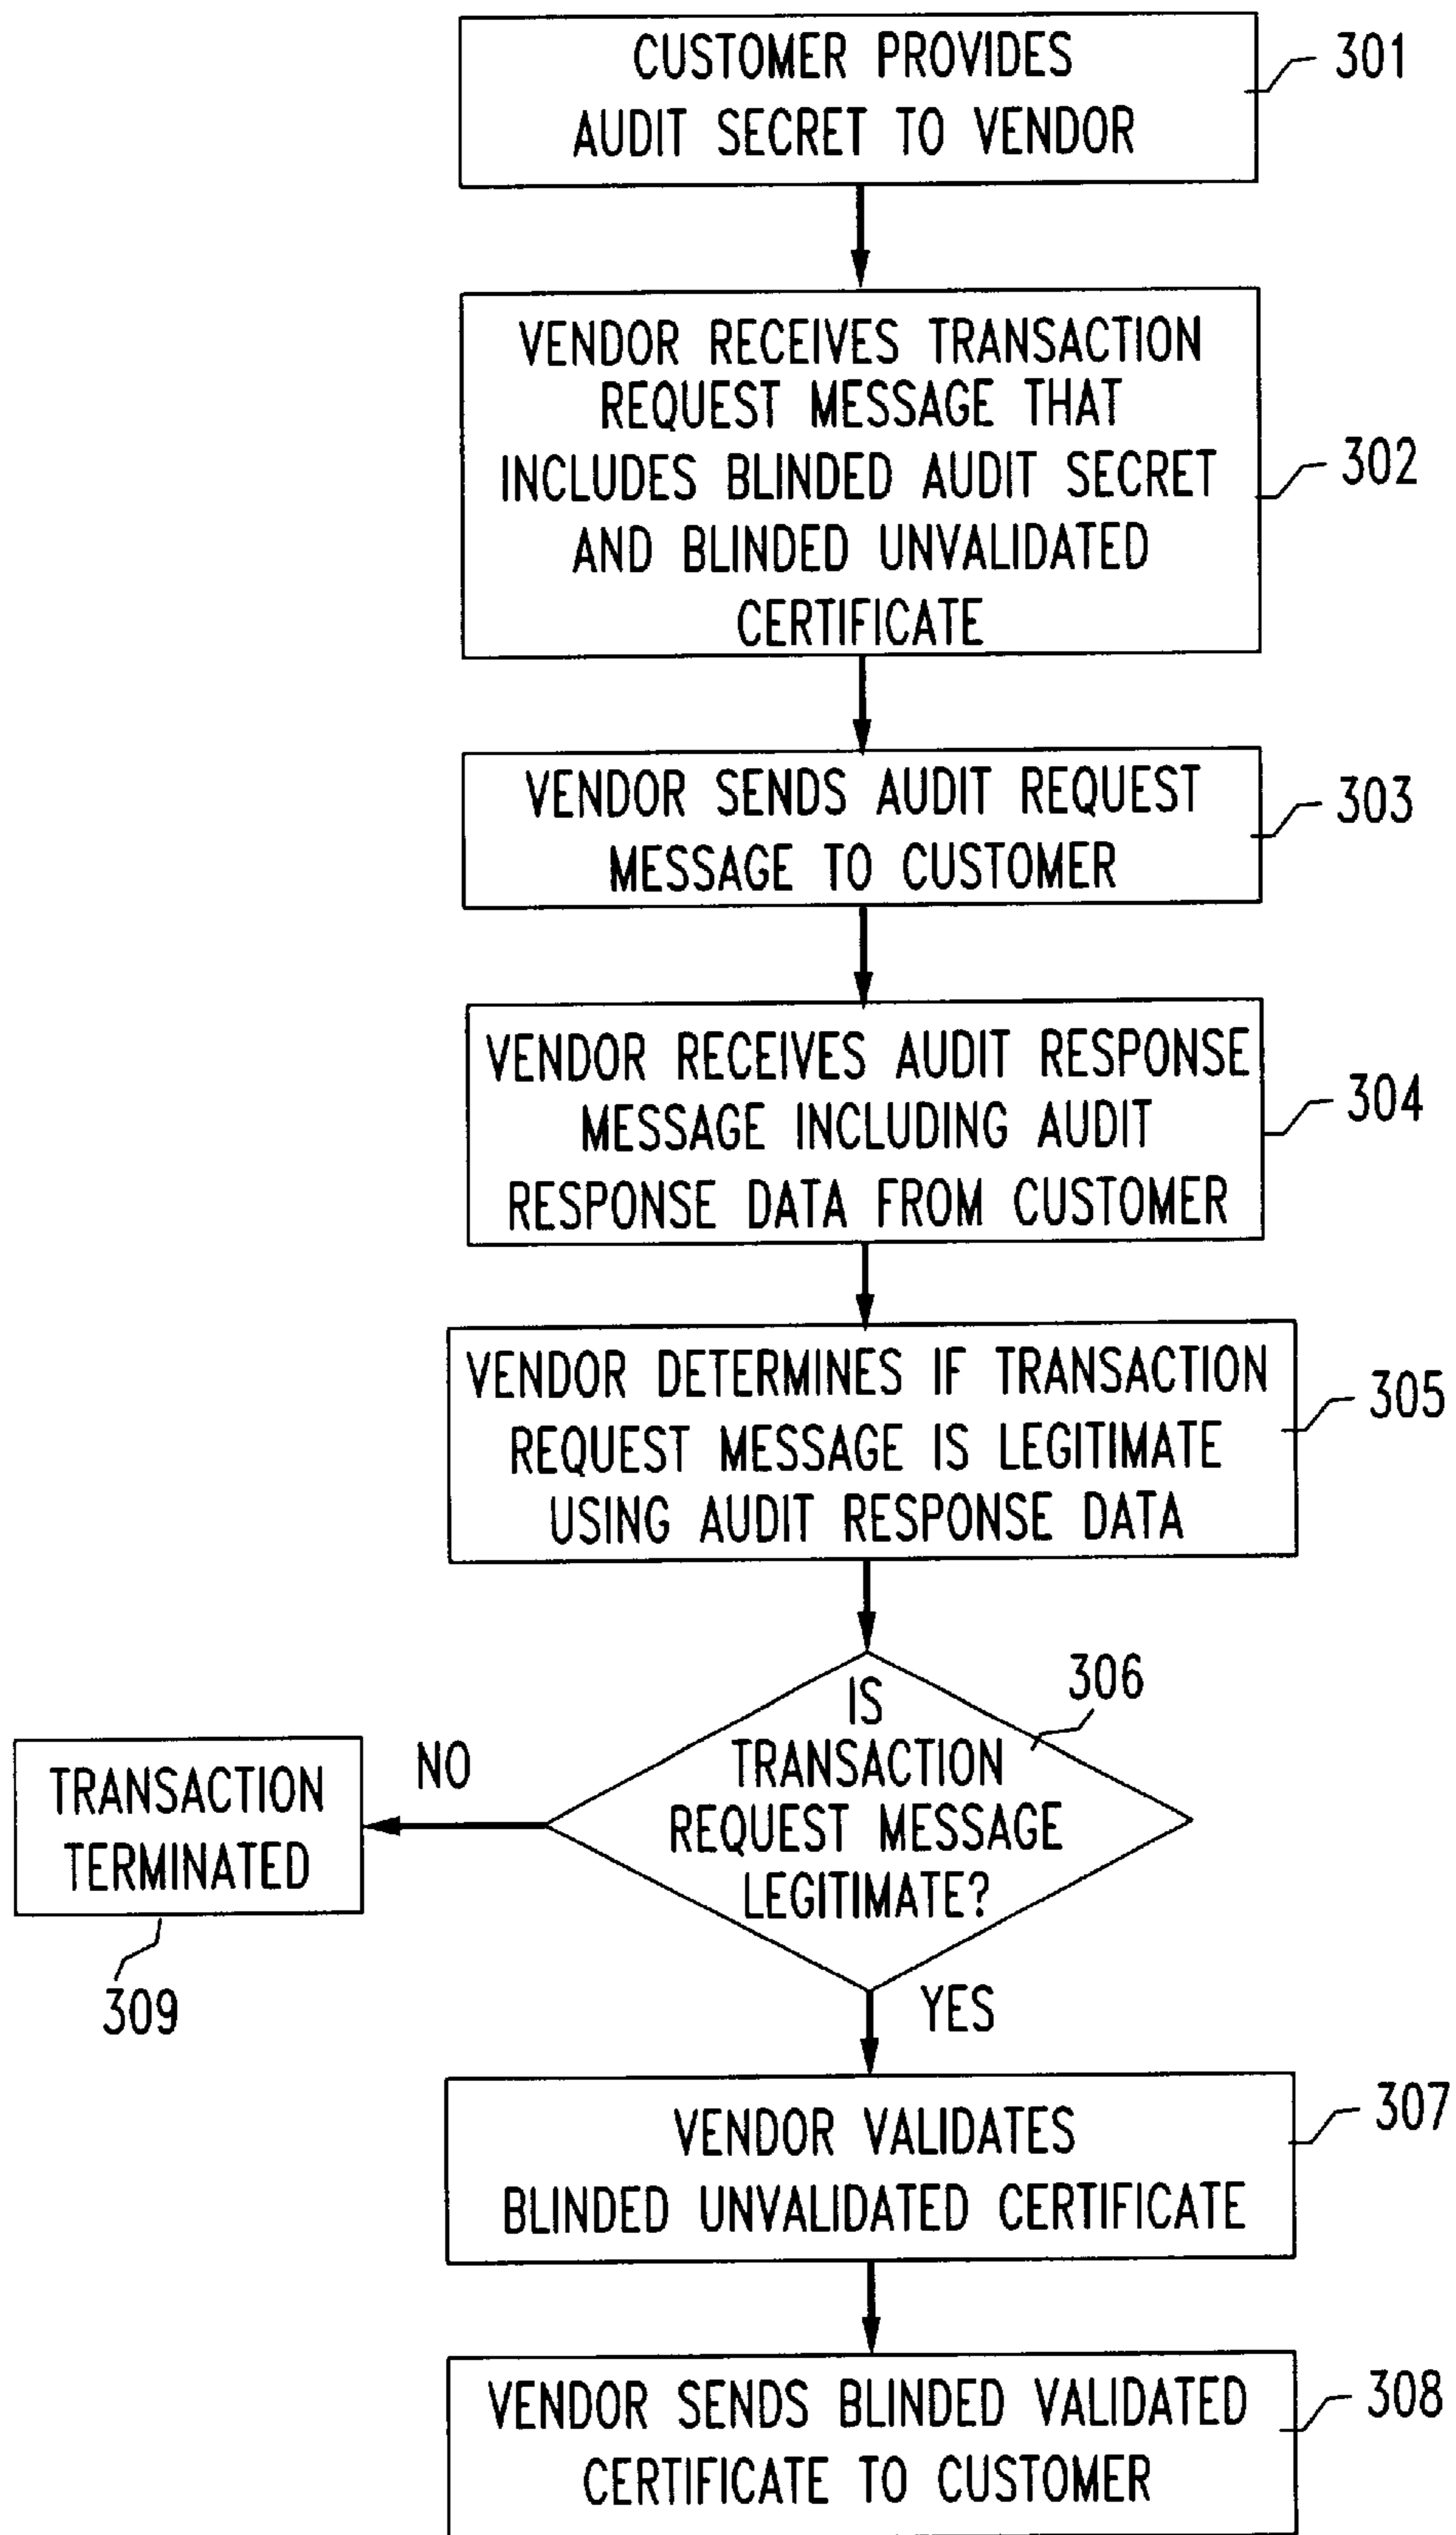 CUSTOMER PROVIDES
AUDIT SECRET TO VENDOR
301
VENDOR RECEIVES TRANSACTION
REQUEST MESSAGE THAT
INCLUDES BLINDED AUDIT SECRET
AND BLINDED UNVALIDATED
CERTIFICATE
302
VENDOR SENDS AUDIT REQUEST
MESSAGE TO CUSTOMER
303
VENDOR RECEIVES AUDIT RESPONSE
MESSAGE INCLUDING AUDIT
RESPONSE DATA FROM CUSTOMER
304
VENDOR DETERMINES IF TRANSACTION
REQUEST MESSAGE IS LEGITIMATE
USING AUDIT RESPONSE DATA
305
IS
TRANSACTION
REQUEST MESSAGE
LEGITIMATE?
306
NO
TRANSACTION
TERMINATED
309
YES
VENDOR VALIDATES
BLINDED UNVALIDATED CERTIFICATE
307
VENDOR SENDS BLINDED VALIDATED
CERTIFICATE TO CUSTOMER
308